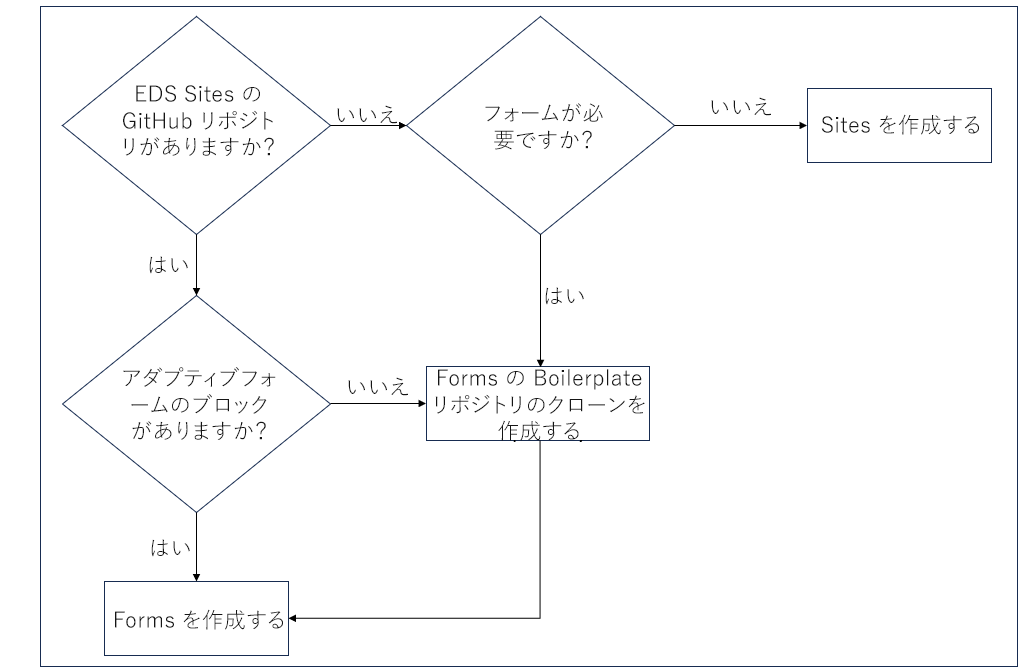 EDS Sites の
GitHub リポジト
リがありますか?
いいえ
フォームが必
要ですか?
いいえ
Sites を作成する
はい
はい
アダプティブフォ
ームのブロック
がありますか?
いいえ
Forms の Boilerplate
リポジトリのクローンを
作成する
はい
Forms を作成する